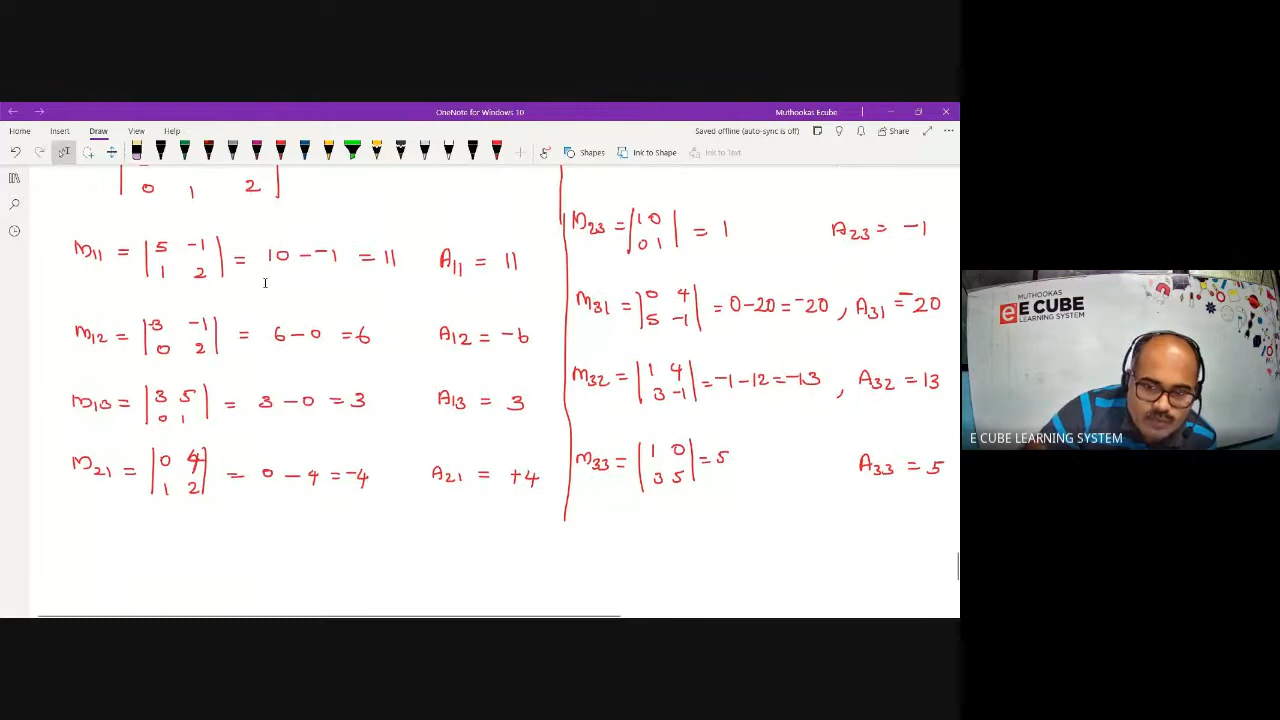 OneNote for Windows 10
Muthookas Ecube
Home Insert Draw View Help
Saved offline (auto-sync is off)
Share
Shapes
Ink to Shape
Ink to Text
0 1 2
M11 = |5 -1| = 10 - -1 = 11 A11 = 11
|1 2|
M12 = |3 -1| = 6-0 = 6 A12 = -6
|0 2|
M13 = |3 5| = 3 - 0 = 3 A13 = 3
|0 1|
M21 = |0 4| = 0 - 4 = -4 A21 = +4
|1 2|
M23 = |1 0| = 1 A23 = -1
|0 1|
M31 = |0 4| = 0-20 = -20, A31 = -20
|5 -1|
M32 = |1 4| = -1-12 = -13, A32 = 13
|3 -1|
M33 = |1 0| = 5 A33 = 5
|3 5|
MUTHOOKAS
e E CUBE
LEARNING SYSTEM
E CUBE LEARNING SYSTEM